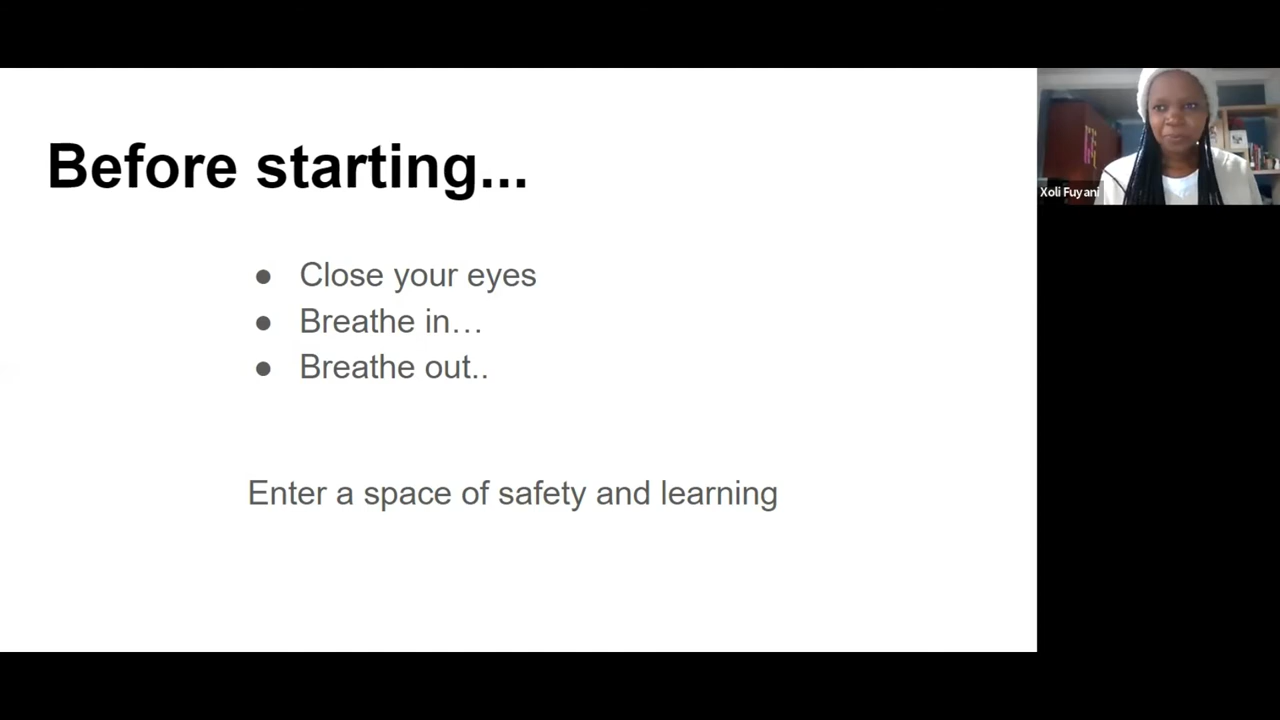 Before starting...
● Close your eyes
● Breathe in…
● Breathe out..
Enter a space of safety and learning
Xoli Fuyani